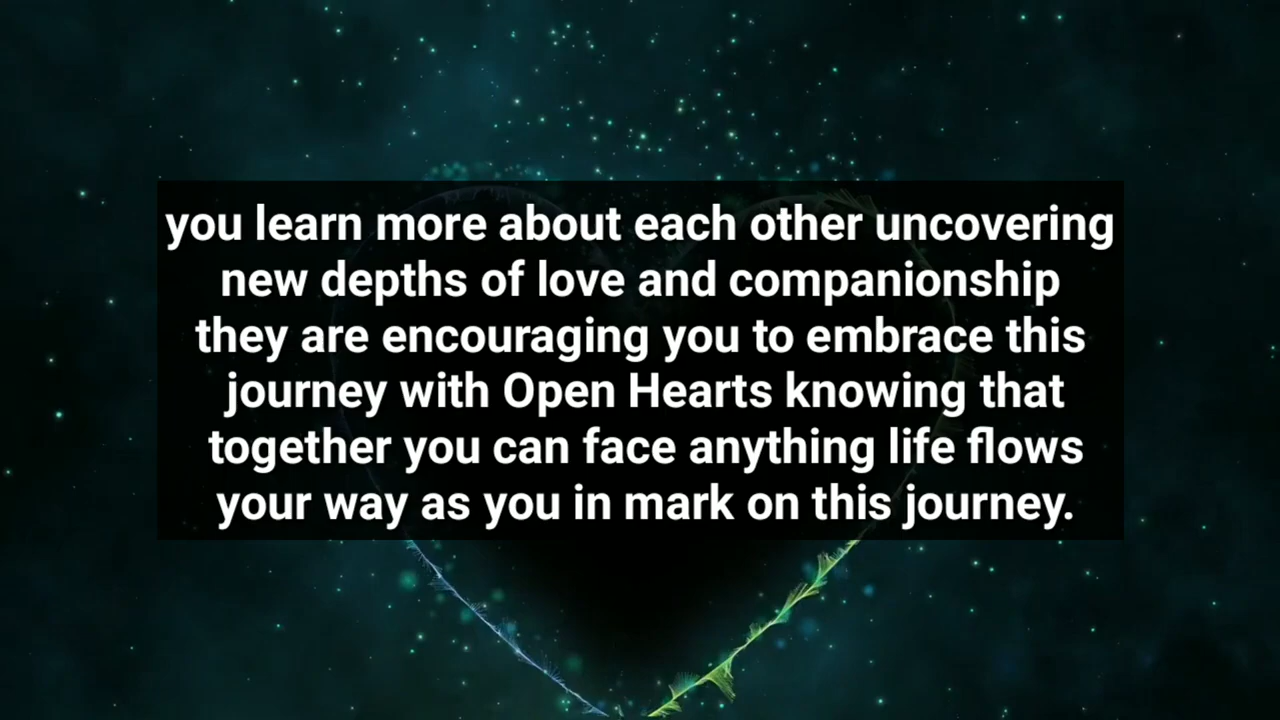 you learn more about each other uncovering
new depths of love and companionship
they are encouraging you to embrace this
journey with Open Hearts knowing that
together you can face anything life flows
your way as you in mark on this journey.